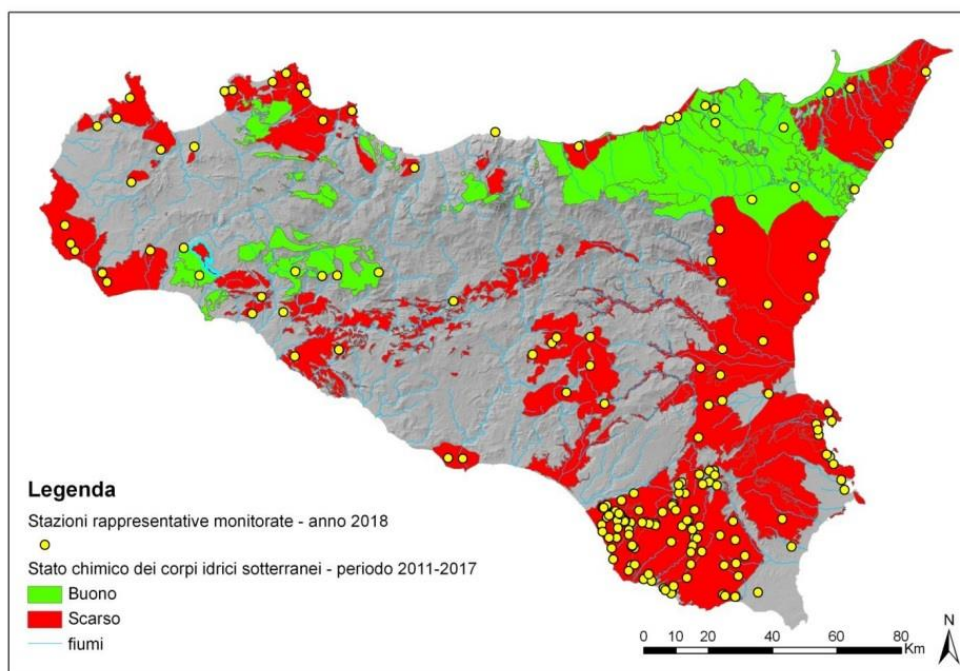 Legenda
Stazioni rappresentative monitorate - anno 2018
Stato chimico dei corpi idrici sotterranei - periodo 2011-2017
Buono
Scarso
fiumi
N
0 10 20 40 60 80
Km